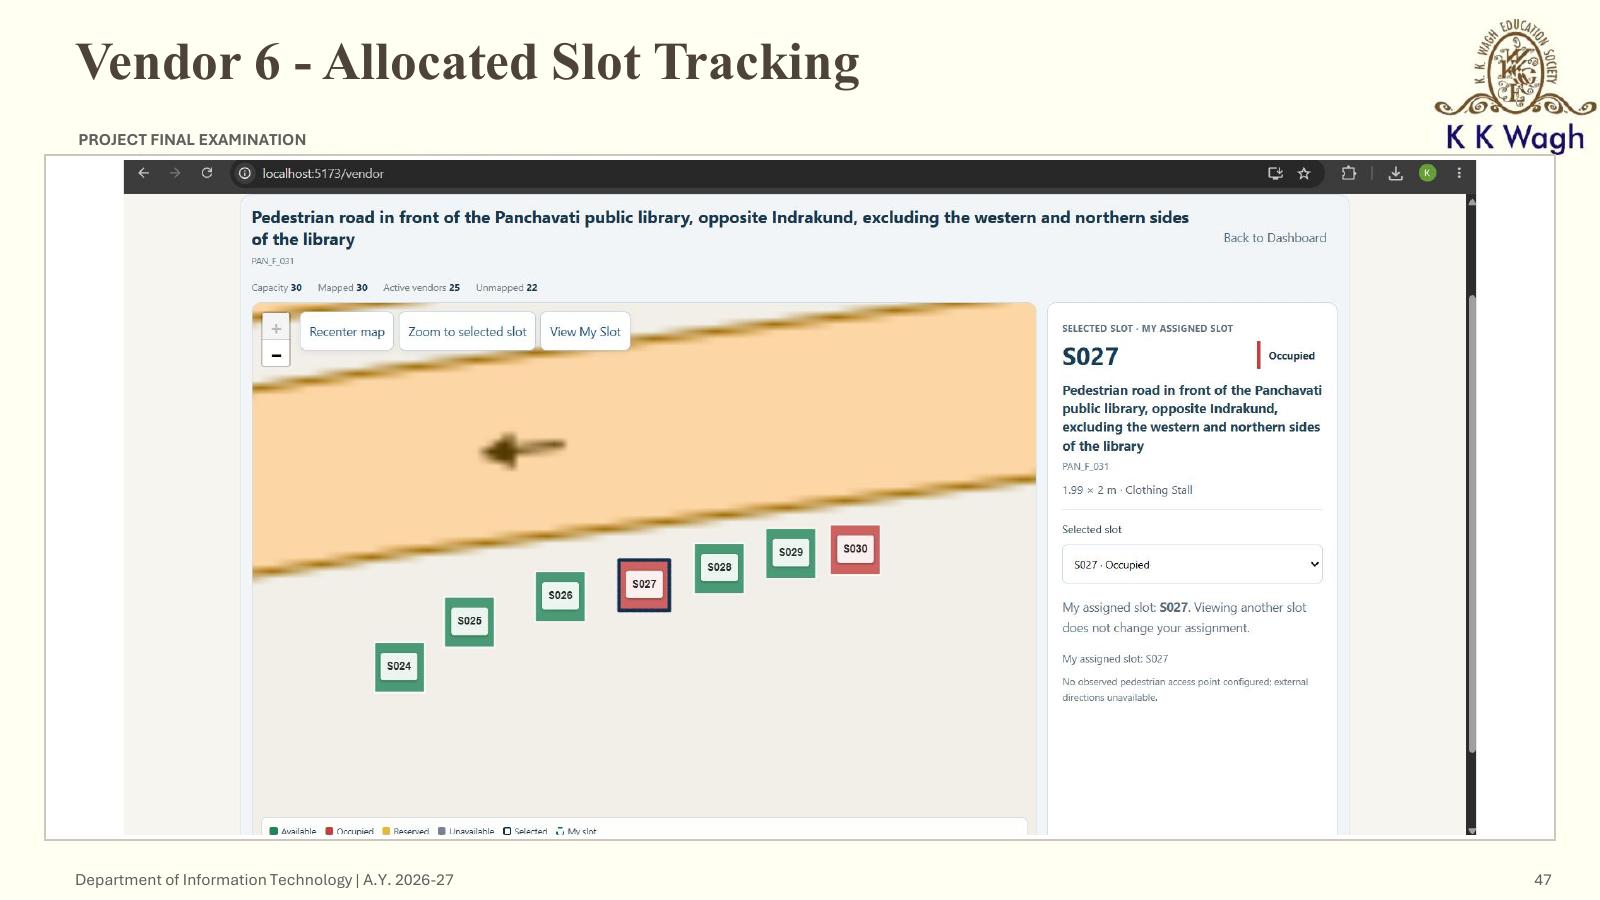 Vendor 6 - Allocated Slot Tracking
K. K. WAGH EDUCATION SOCIETY
K K Wagh
PROJECT FINAL EXAMINATION
localhost:5173/vendor
K
Pedestrian road in front of the Panchavati public library, opposite Indrakund, excluding the western and northern sides
of the library
Back to Dashboard
PAN_F_031
Capacity 30 Mapped 30 Active vendors 25 Unmapped 22
+
−
Recenter map
Zoom to selected slot
View My Slot
S024
S025
S026
S027
S028
S029
S030
Available Occupied Reserved Unavailable Selected My slot
SELECTED SLOT · MY ASSIGNED SLOT
S027
Occupied
Pedestrian road in front of the Panchavati
public library, opposite Indrakund,
excluding the western and northern sides
of the library
PAN_F_031
1.99 × 2 m · Clothing Stall
Selected slot
S027 · Occupied
My assigned slot: S027. Viewing another slot
does not change your assignment.
My assigned slot: S027
No observed pedestrian access point configured; external
directions unavailable.
Department of Information Technology | A.Y. 2026-27
47